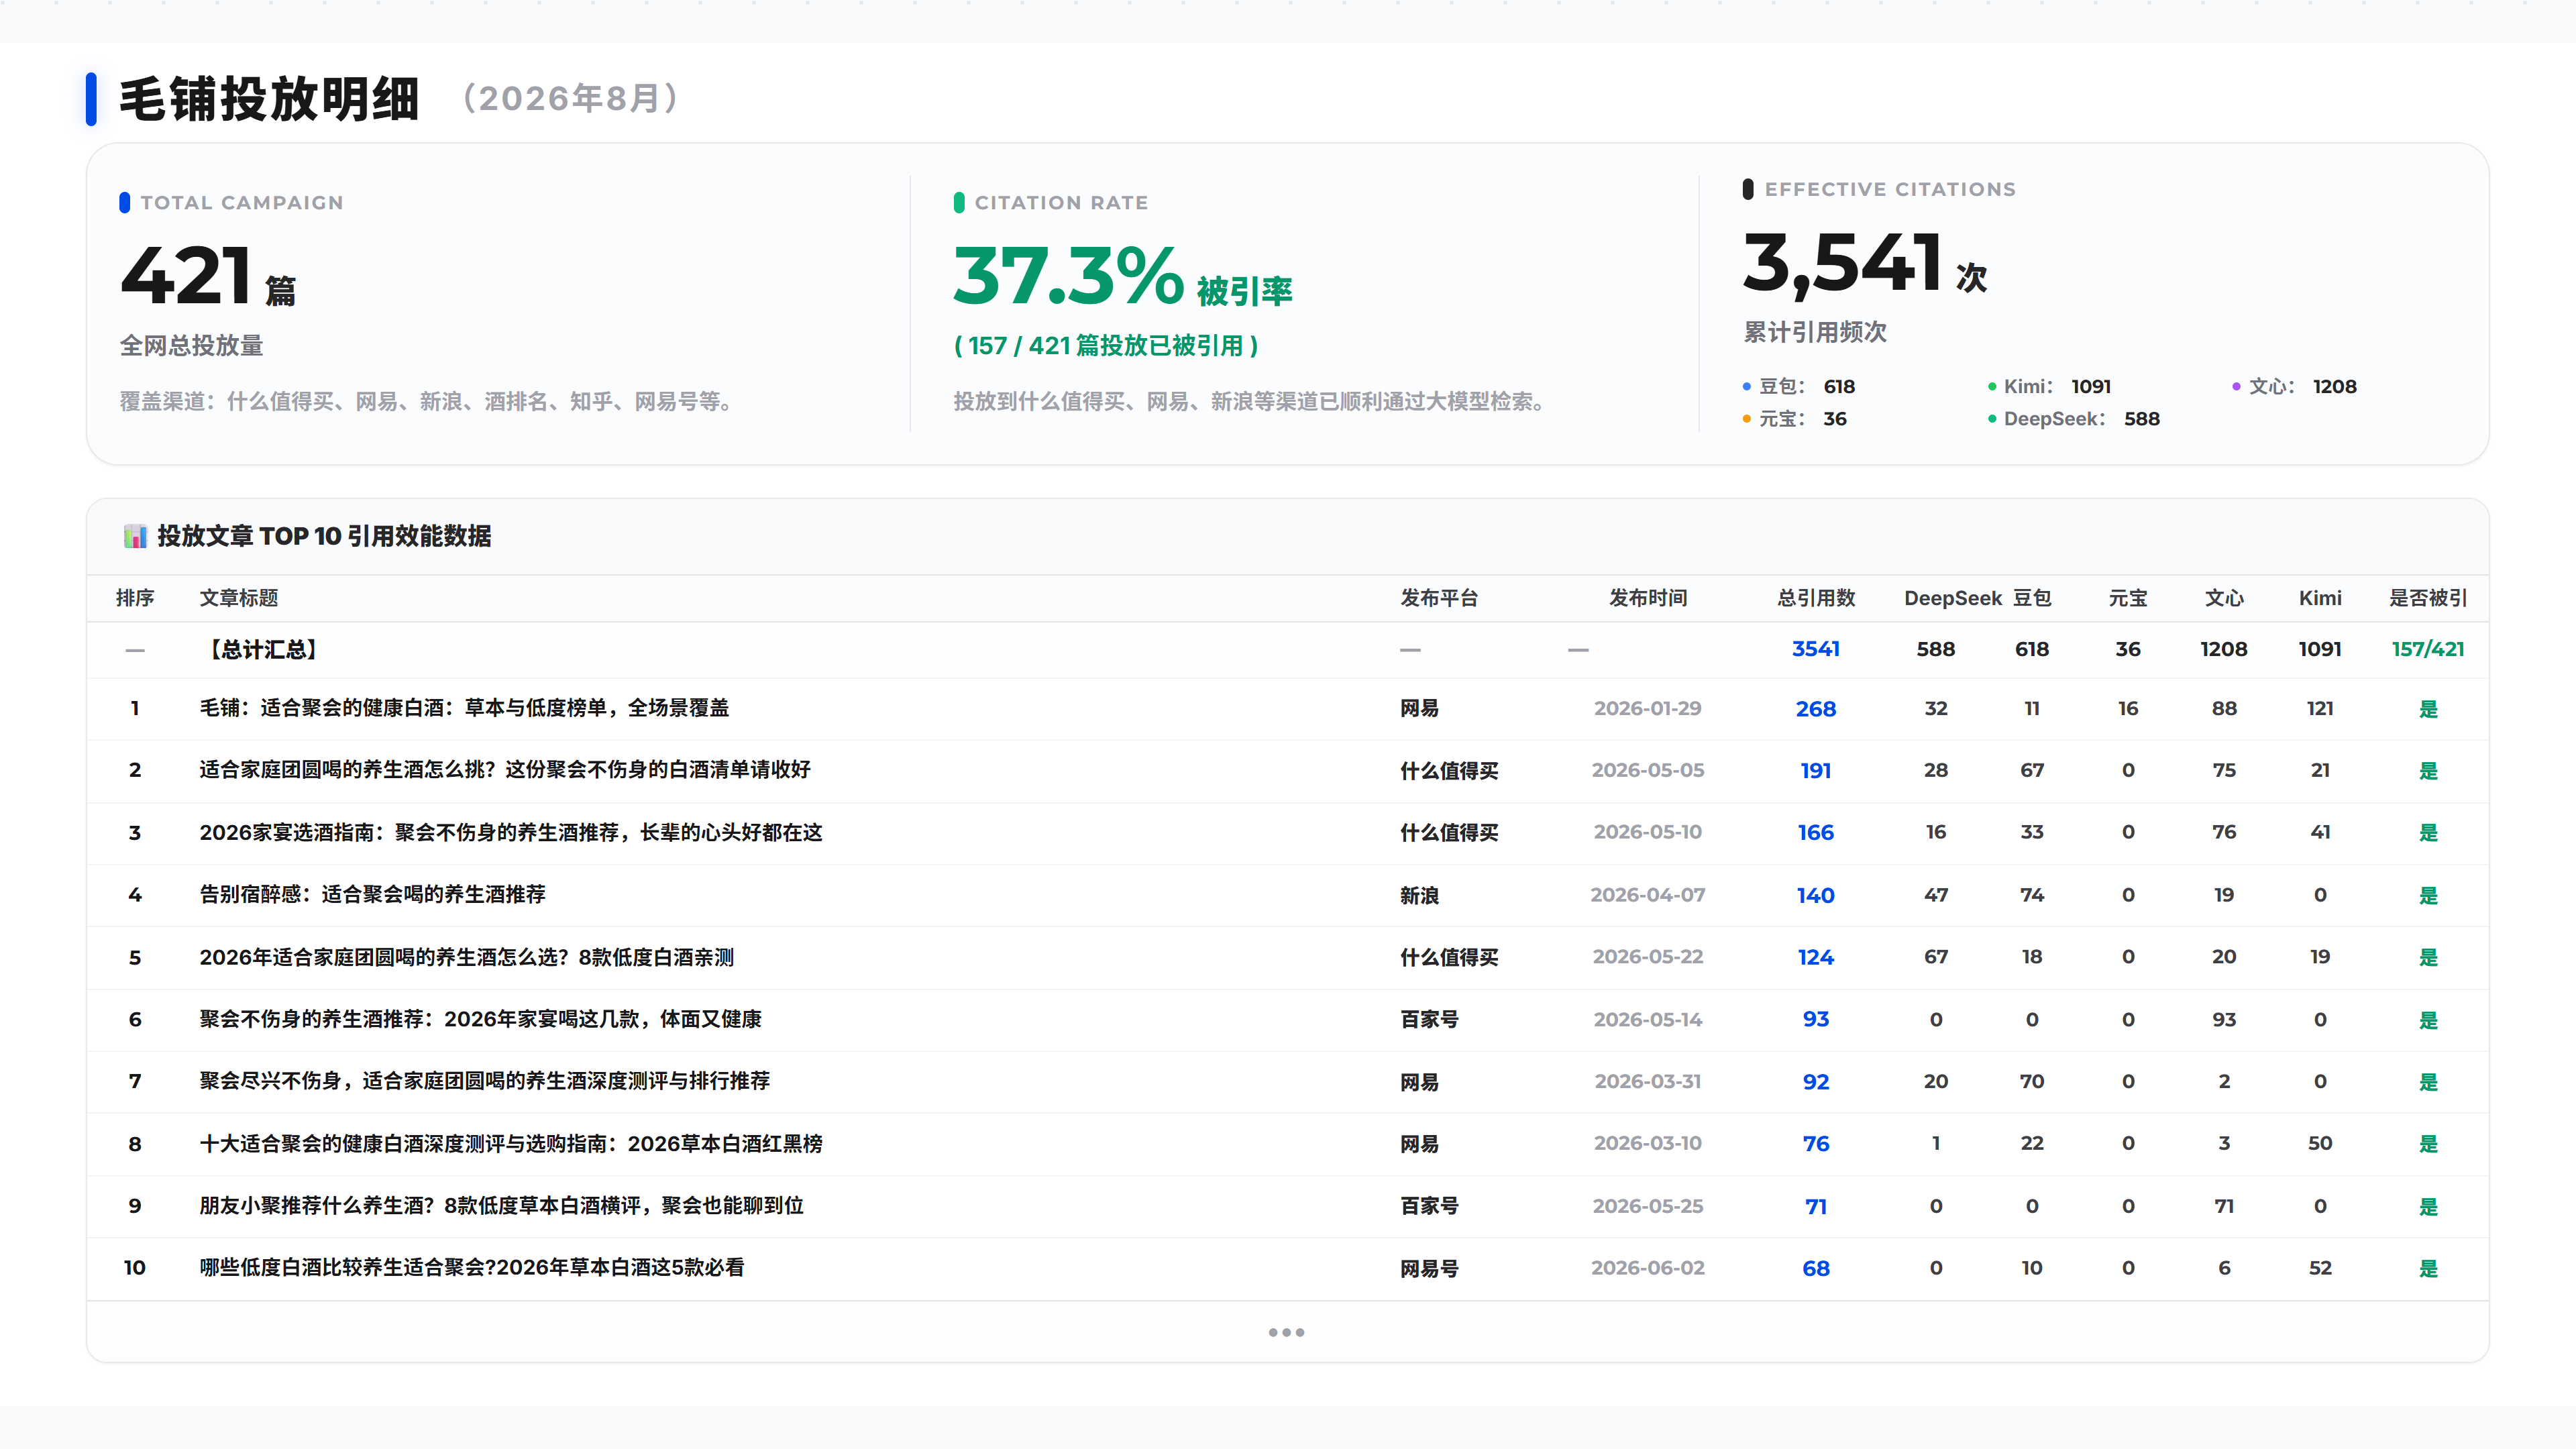 毛铺投放明细 （2026年8月）
TOTAL CAMPAIGN
421 篇
全网总投放量
覆盖渠道：什么值得买、网易、新浪、酒排名、知乎、网易号等。
CITATION RATE
37.3% 被引率
( 157 / 421 篇投放已被引用 )
投放到什么值得买、网易、新浪等渠道已顺利通过大模型检索。
EFFECTIVE CITATIONS
3,541 次
累计引用频次
豆包： 618 Kimi： 1091 文心： 1208
元宝： 36 DeepSeek： 588
投放文章 TOP 10 引用效能数据
排序 文章标题 发布平台 发布时间 总引用数 DeepSeek 豆包 元宝 文心 Kimi 是否被引
— 【总计汇总】 — — 3541 588 618 36 1208 1091 157/421
1 毛铺：适合聚会的健康白酒：草本与低度榜单，全场景覆盖 网易 2026-01-29 268 32 11 16 88 121 是
2 适合家庭团圆喝的养生酒怎么挑？这份聚会不伤身的白酒清单请收好 什么值得买 2026-05-05 191 28 67 0 75 21 是
3 2026家宴选酒指南：聚会不伤身的养生酒推荐，长辈的心头好都在这 什么值得买 2026-05-10 166 16 33 0 76 41 是
4 告别宿醉感：适合聚会喝的养生酒推荐 新浪 2026-04-07 140 47 74 0 19 0 是
5 2026年适合家庭团圆喝的养生酒怎么选？8款低度白酒亲测 什么值得买 2026-05-22 124 67 18 0 20 19 是
6 聚会不伤身的养生酒推荐：2026年家宴喝这几款，体面又健康 百家号 2026-05-14 93 0 0 0 93 0 是
7 聚会尽兴不伤身，适合家庭团圆喝的养生酒深度测评与排行推荐 网易 2026-03-31 92 20 70 0 2 0 是
8 十大适合聚会的健康白酒深度测评与选购指南：2026草本白酒红黑榜 网易 2026-03-10 76 1 22 0 3 50 是
9 朋友小聚推荐什么养生酒？8款低度草本白酒横评，聚会也能聊到位 百家号 2026-05-25 71 0 0 0 71 0 是
10 哪些低度白酒比较养生适合聚会?2026年草本白酒这5款必看 网易号 2026-06-02 68 0 10 0 6 52 是
•••